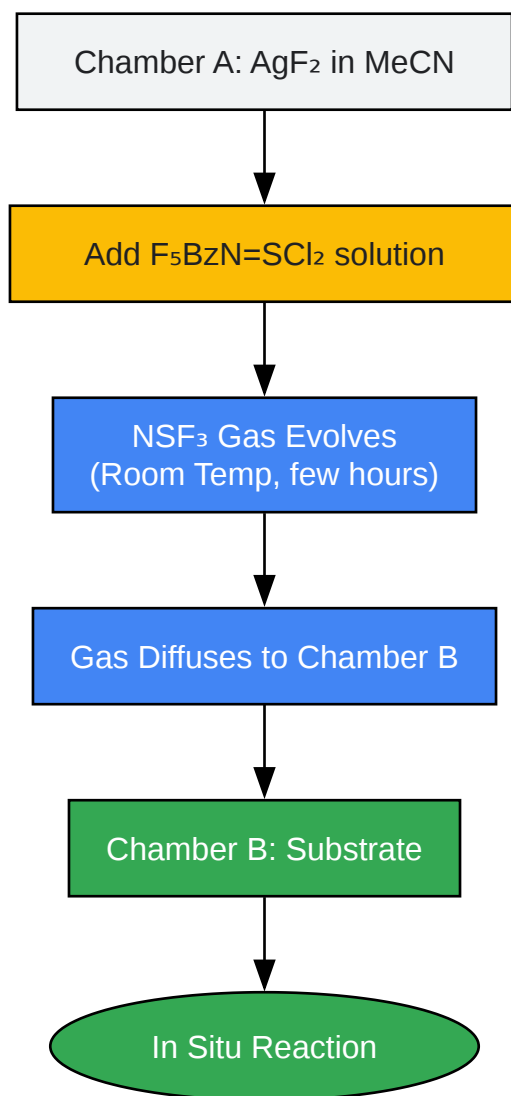 Chamber A: AgF₂ in MeCN
Add F₅BzN=SCl₂ solution
NSF₃ Gas Evolves
(Room Temp, few hours)
Gas Diffuses to Chamber B
Chamber B: Substrate
In Situ Reaction